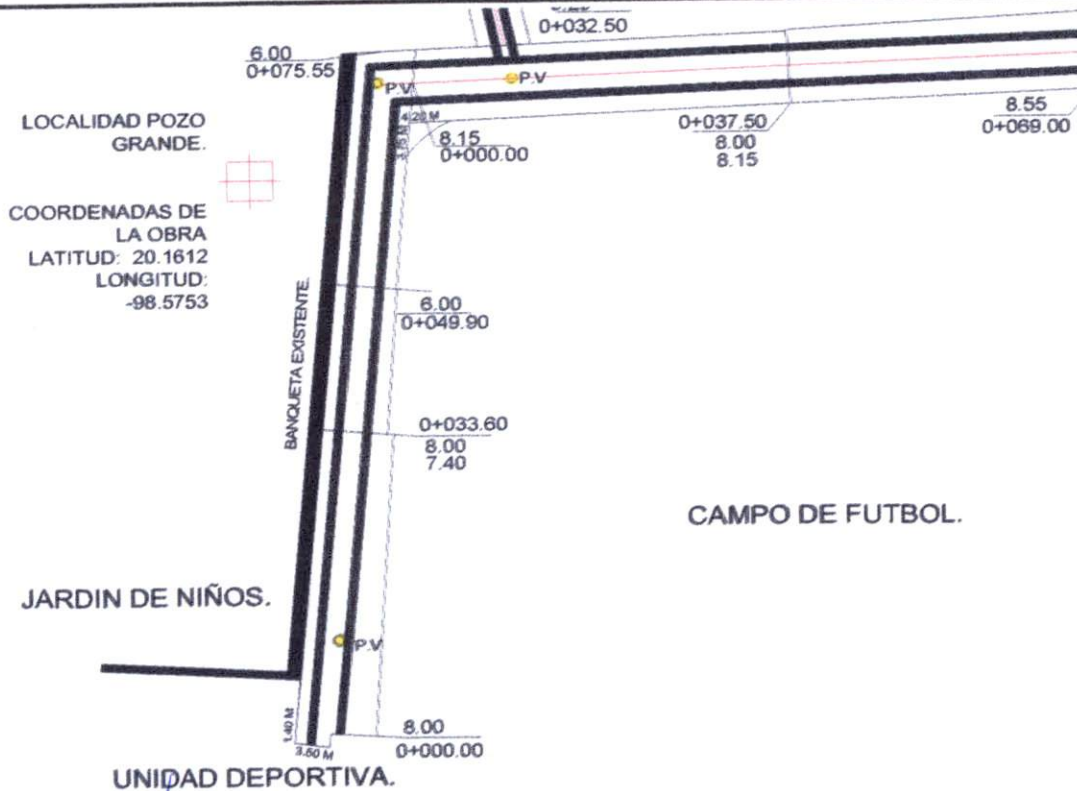 0+032.50
6.00
0+075.55
P.V
P.V
LOCALIDAD POZO
GRANDE.
4.20 M
8.15
0+000.00
0+037.50
8.00
8.15
8.55
0+069.00
COORDENADAS DE
LA OBRA
LATITUD: 20.1612
LONGITUD:
-98.5753
BANQUETA EXISTENTE.
6.00
0+049.90
0+033.60
8.00
7.40
CAMPO DE FUTBOL.
JARDIN DE NIÑOS.
P.V
1.40 M
3.50 M
8.00
0+000.00
UNIDAD DEPORTIVA.